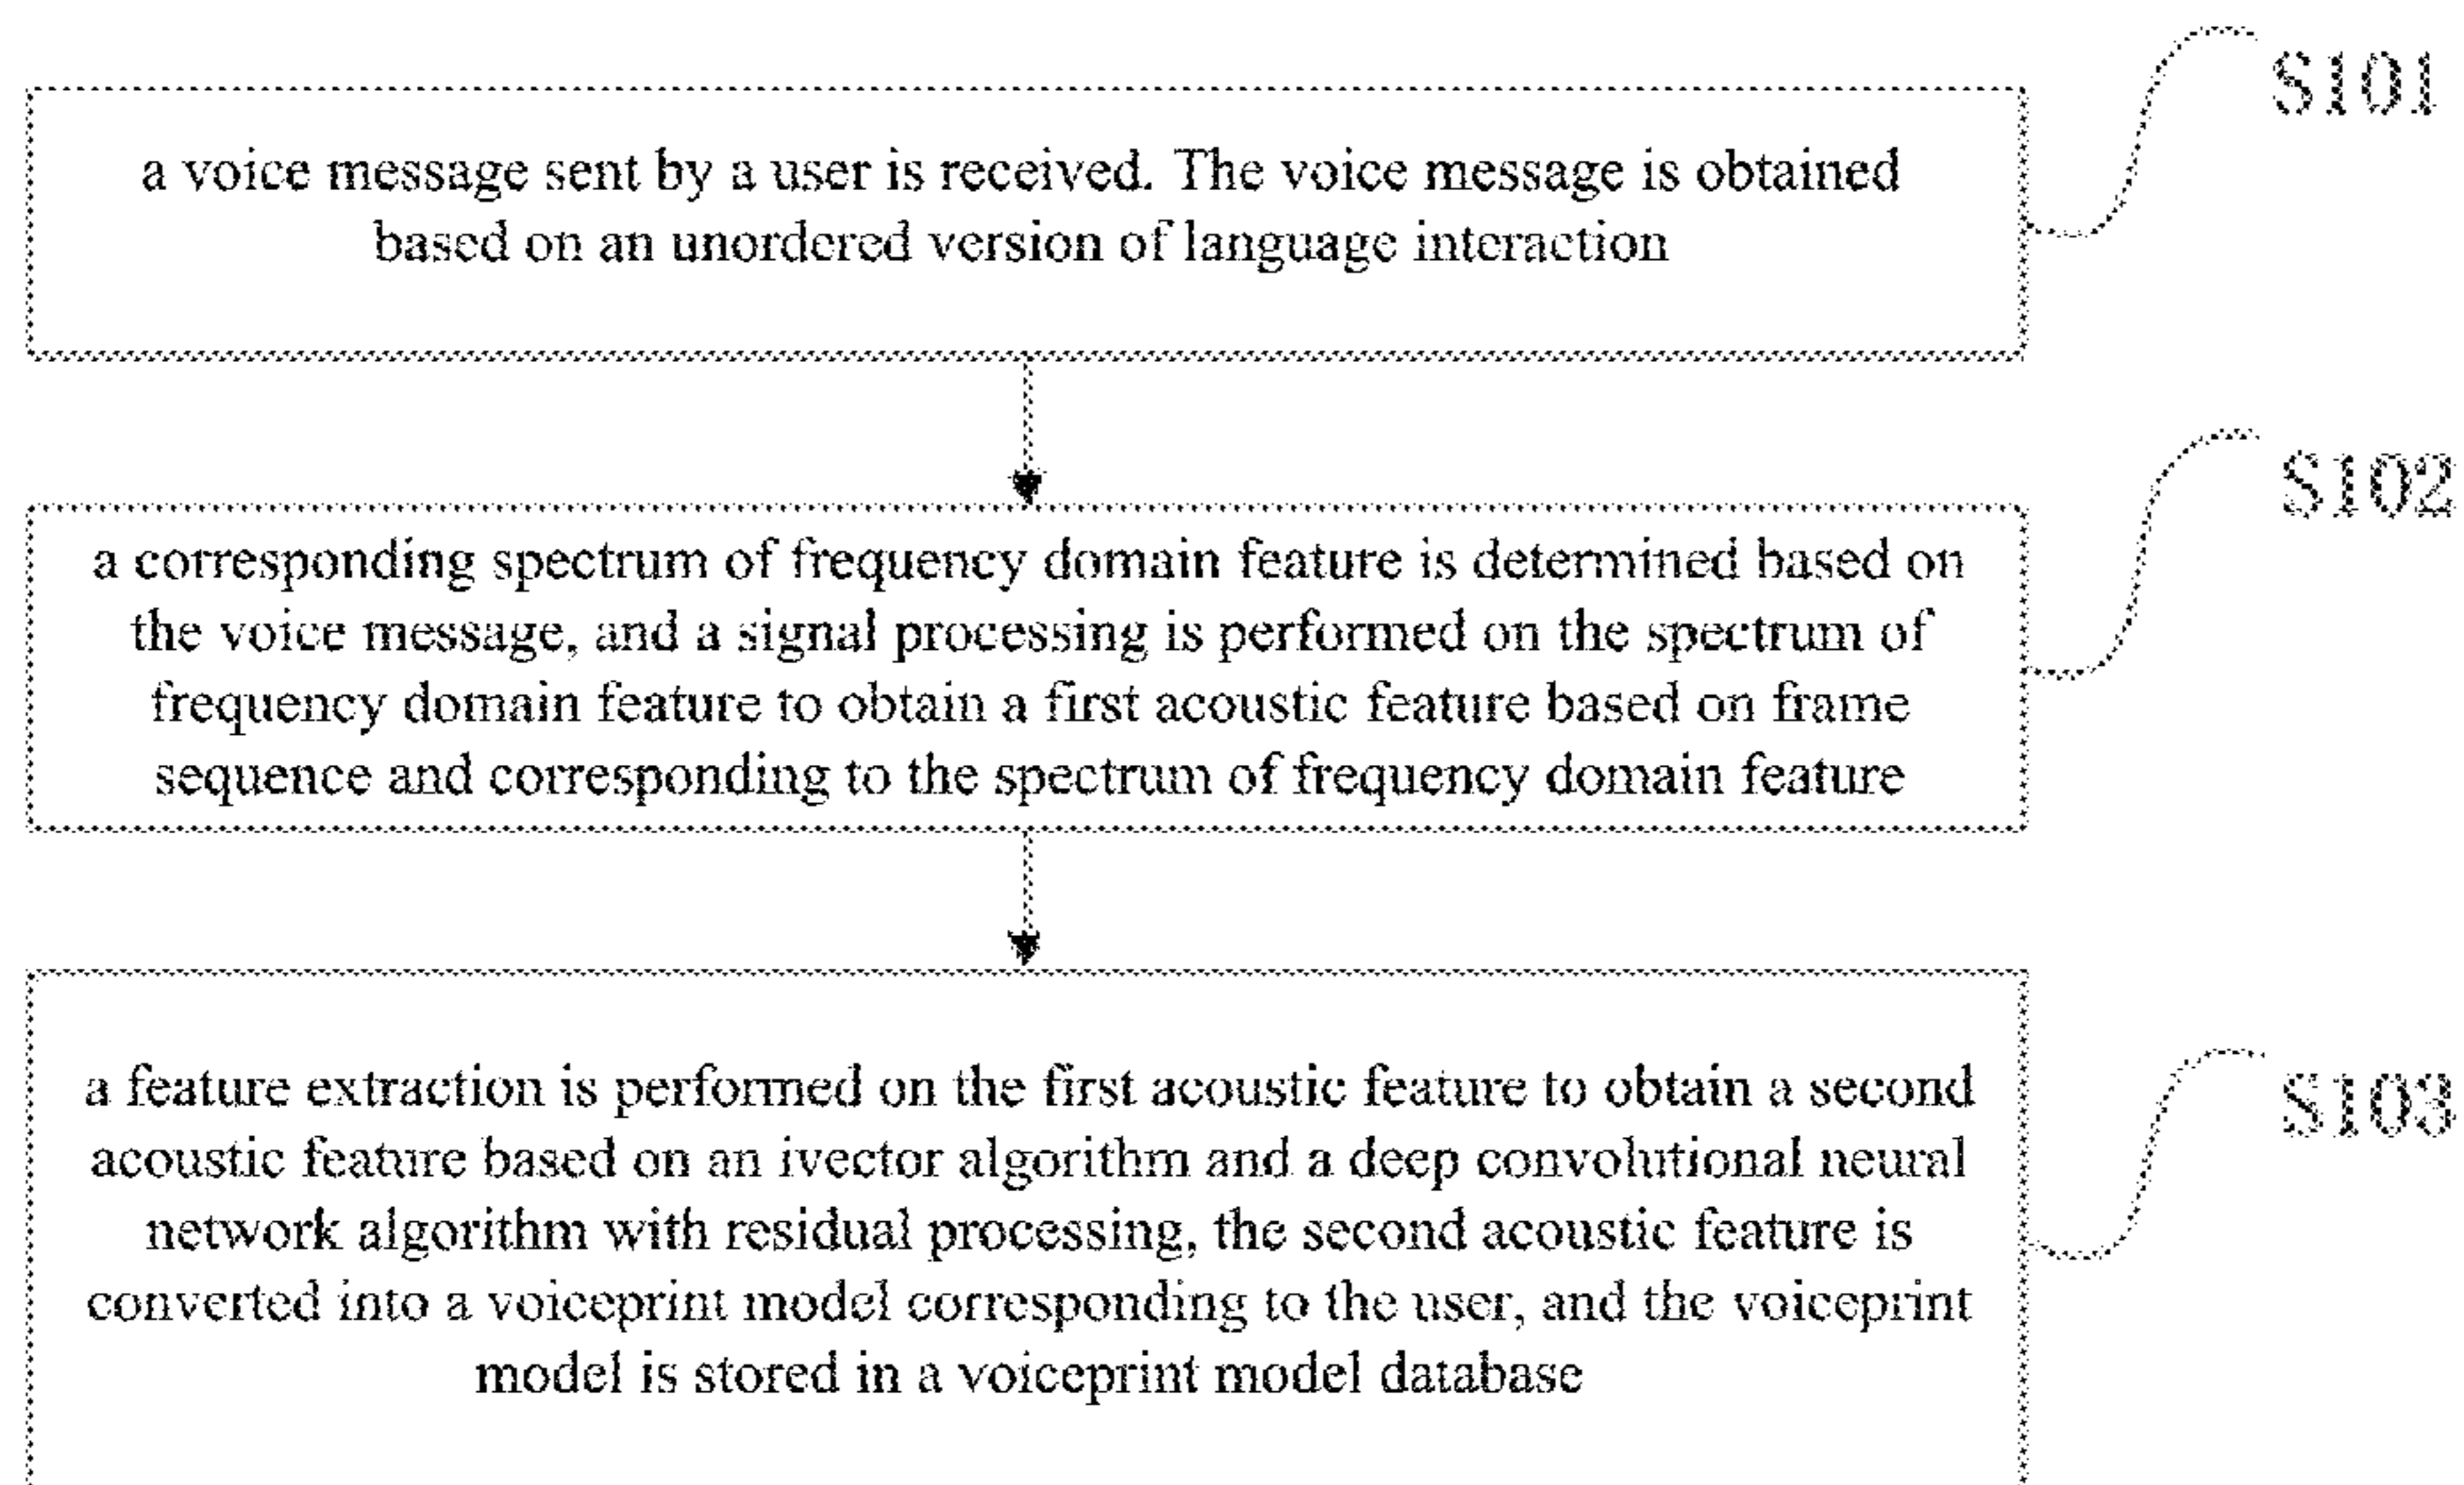 S101
a voice message sent by a user is received. The voice message is obtained
based on an unordered version of language interaction
S102
a corresponding spectrum of frequency domain feature is determined based on
the voice message, and a signal processing is performed on the spectrum of
frequency domain feature to obtain a first acoustic feature based on frame
sequence and corresponding to the spectrum of frequency domain feature
S103
a feature extraction is performed on the first acoustic feature to obtain a second
acoustic feature based on an ivector algorithm and a deep convolutional neural
network algorithm with residual processing, the second acoustic feature is
converted into a voiceprint model corresponding to the user, and the voiceprint
model is stored in a voiceprint model database